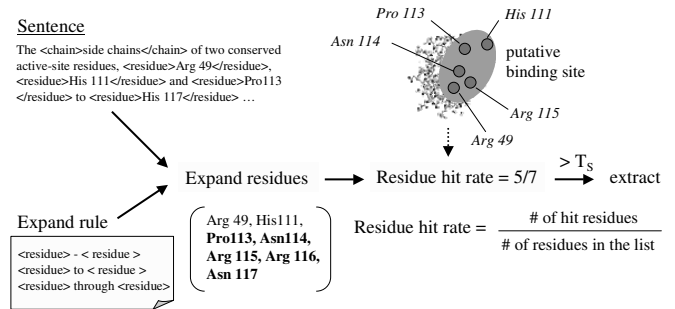 Sentence
The <chain>side chains</chain> of two conserved
active-site residues, <residue>Arg 49</residue>,
<residue>His 111</residue> and <residue>Pro113
</residue> to <residue>His 117</residue> …
Pro 113
His 111
Asn 114
putative
binding site
Arg 115
Arg 49
Expand residues
Residue hit rate = 5/7
> TS
extract
Expand rule
<residue> - < residue >
<residue> to < residue >
<residue> through <residue>
Arg 49, His111,
Pro113, Asn114,
Arg 115, Arg 116,
Asn 117
Residue hit rate =
# of hit residues
# of residues in the list